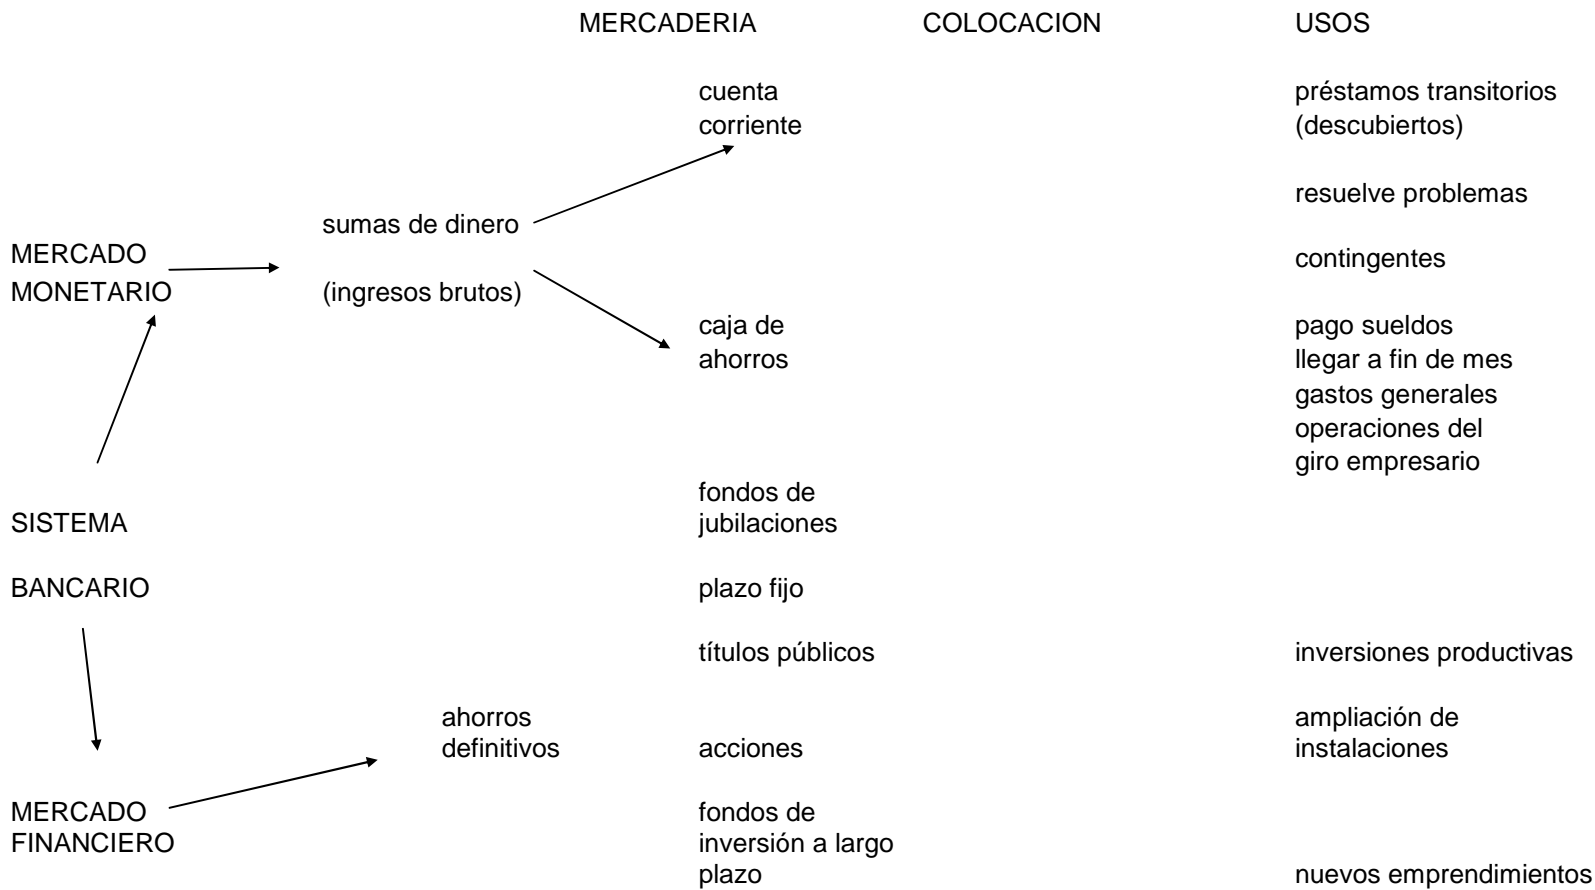 MERCADERIA COLOCACION USOS
cuenta préstamos transitorios
corriente (descubiertos)
resuelve problemas
sumas de dinero
MERCADO contingentes
MONETARIO (ingresos brutos)
caja de pago sueldos
ahorros llegar a fin de mes
gastos generales
operaciones del
giro empresario
fondos de
SISTEMA jubilaciones
BANCARIO plazo fijo
títulos públicos inversiones productivas
ahorros ampliación de
definitivos acciones instalaciones
MERCADO fondos de
FINANCIERO inversión a largo
plazo nuevos emprendimientos